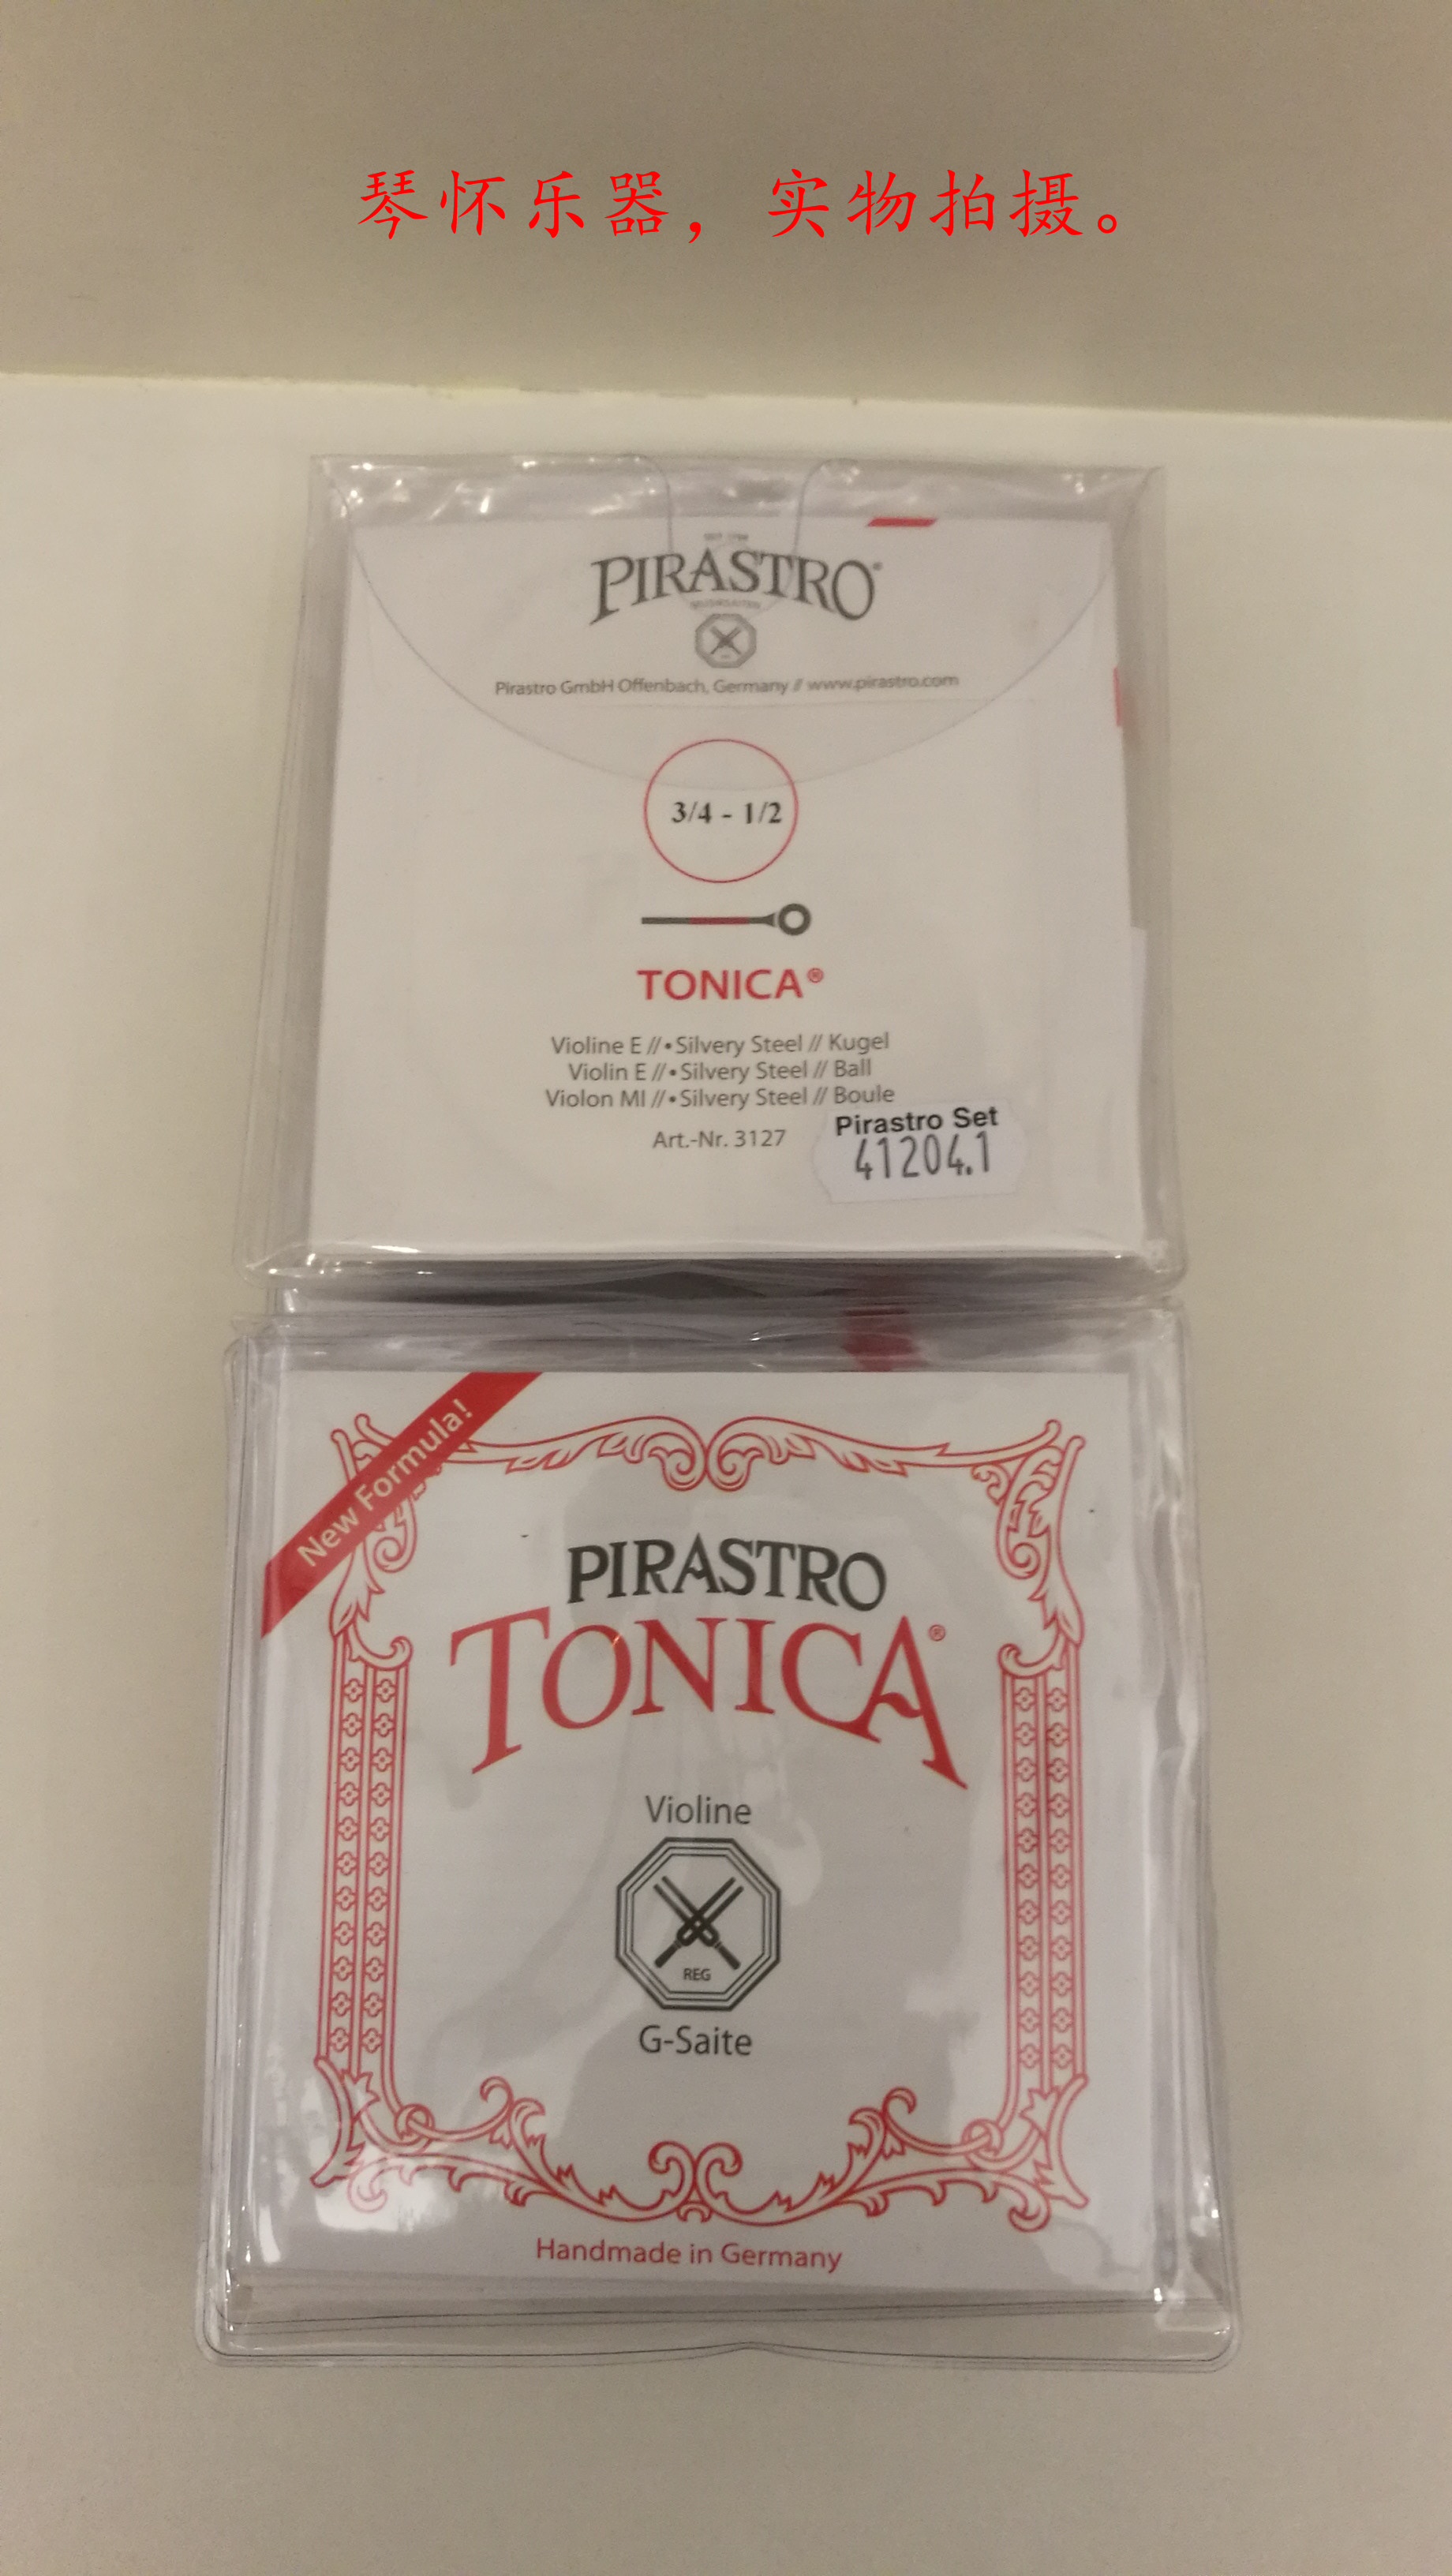 琴怀乐器，实物拍摄。
PIRASTRO®
Pirastro GmbH Offenbach, Germany // www.pirastro.com
3/4 - 1/2
TONICA®
Violine E //•Silvery Steel // Kugel
Violin E //•Silvery Steel // Ball
Violon MI //•Silvery Steel // Boule
Art.-Nr. 3127
Pirastro Set
41204.1
New Formula!
PIRASTRO
TONICA®
Violine
REG
G-Saite
Handmade in Germany